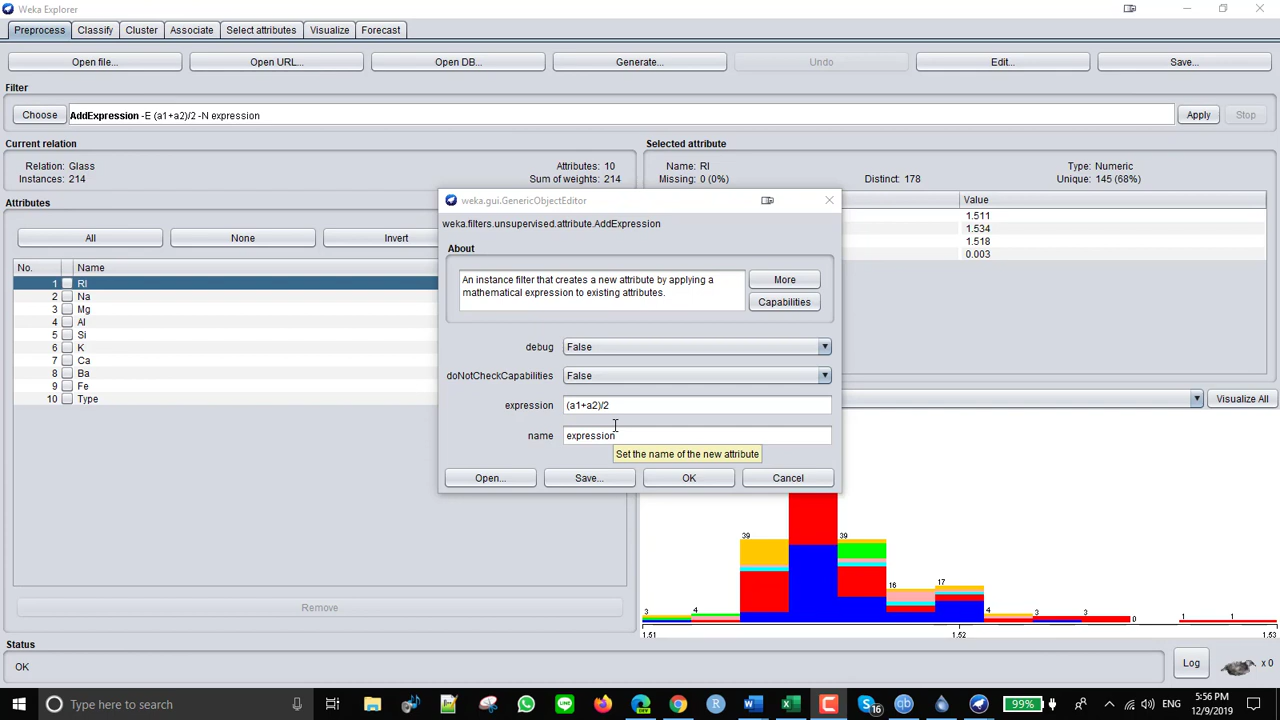 Weka Explorer
Preprocess Classify Cluster Associate Select attributes Visualize Forecast
Open file... Open URL... Open DB... Generate... Undo Edit... Save...
Filter
Choose AddExpression -E (a1+a2)/2 -N expression Apply Stop
Current relation
Relation: Glass Attributes: 10
Instances: 214 Sum of weights: 214
Selected attribute
Name: RI Type: Numeric
Missing: 0 (0%) Distinct: 178 Unique: 145 (68%)
Value
1.511
1.534
1.518
0.003
Attributes
All None Invert
No. Name
1 RI
2 Na
3 Mg
4 Al
5 Si
6 K
7 Ca
8 Ba
9 Fe
10 Type
Remove
weka.gui.GenericObjectEditor
weka.filters.unsupervised.attribute.AddExpression
About
An instance filter that creates a new attribute by applying a
mathematical expression to existing attributes.
More
Capabilities
debug False
doNotCheckCapabilities False
expression (a1+a2)/2
name expression
Set the name of the new attribute
Open... Save... OK Cancel
Visualize All
3 4 39 39 16 17 4 3 3 0 1 1
1.51 1.52 1.53
Status
OK
Log x 0
Type here to search
16
99%
ENG
5:56 PM
12/9/2019